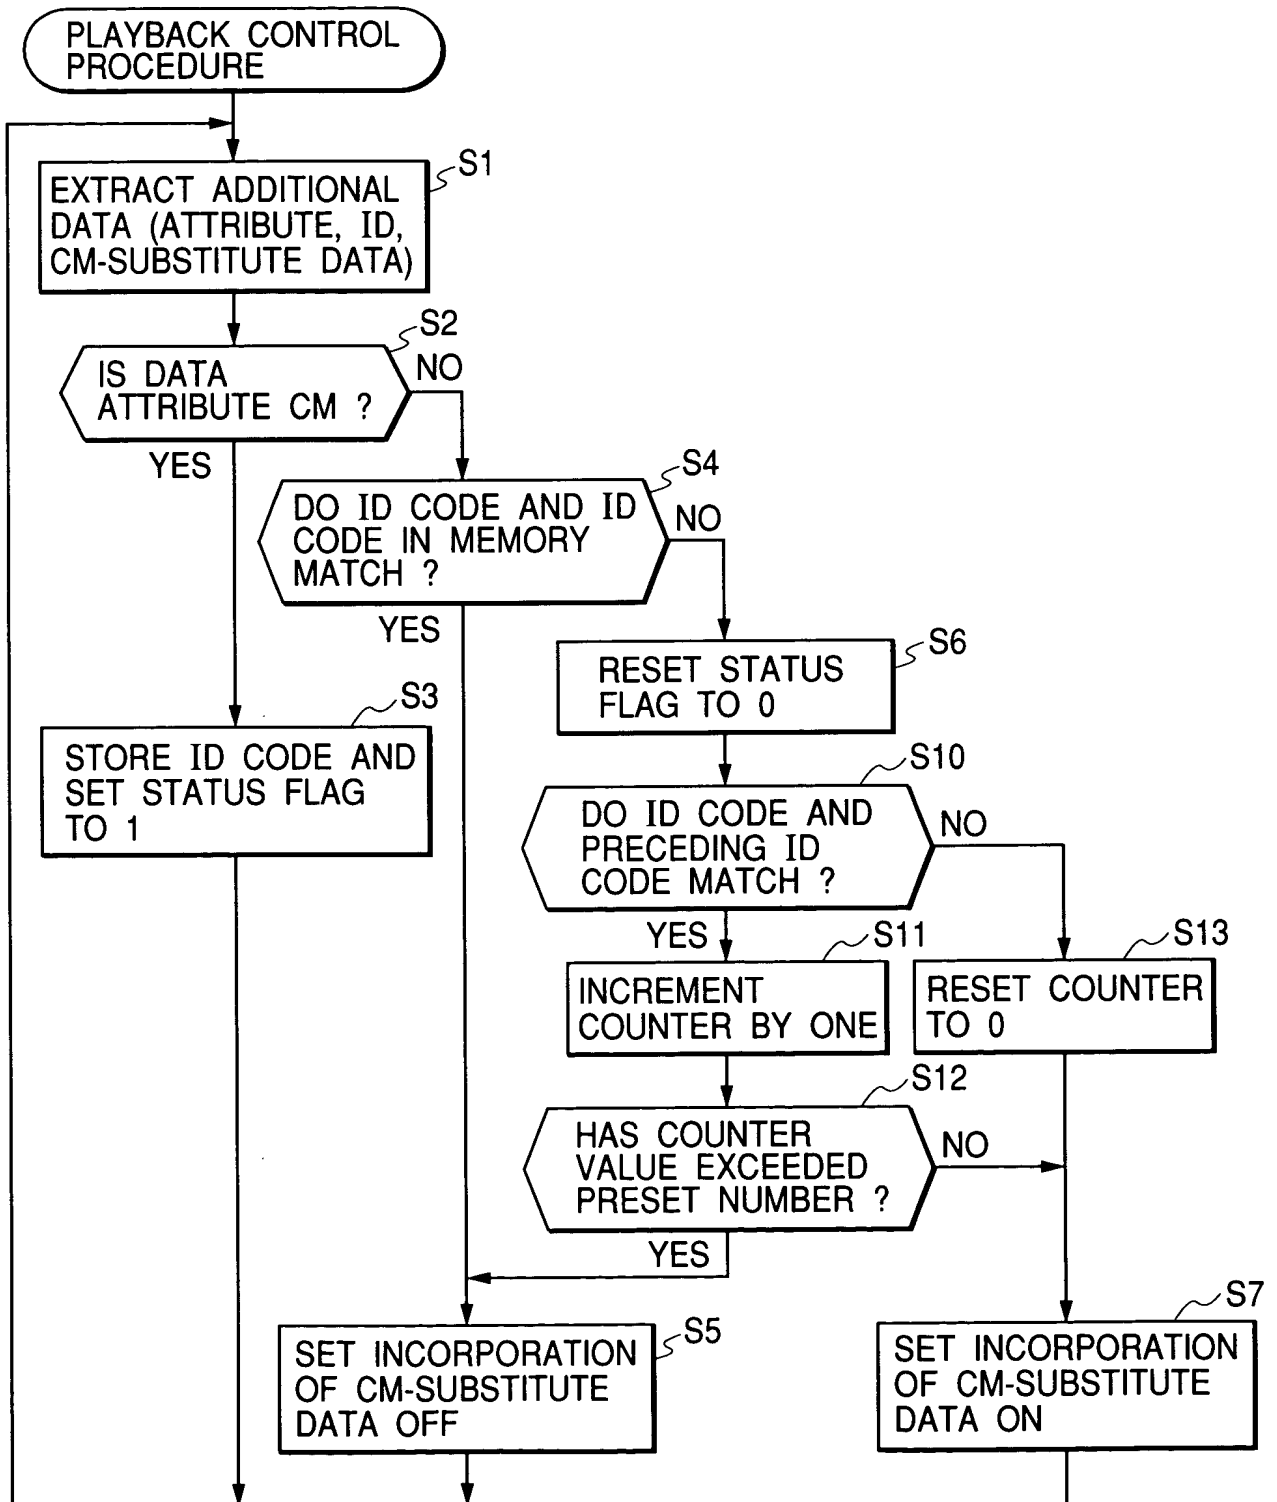 PLAYBACK CONTROL
PROCEDURE
S1
EXTRACT ADDITIONAL
DATA (ATTRIBUTE, ID,
CM-SUBSTITUTE DATA)
S2
IS DATA
ATTRIBUTE CM ?
NO
YES
S4
DO ID CODE AND ID
CODE IN MEMORY
MATCH ?
NO
YES
S6
RESET STATUS
FLAG TO 0
S3
STORE ID CODE AND
SET STATUS FLAG
TO 1
S10
DO ID CODE AND
PRECEDING ID
CODE MATCH ?
NO
YES
S11
INCREMENT
COUNTER BY ONE
S13
RESET COUNTER
TO 0
S12
HAS COUNTER
VALUE EXCEEDED
PRESET NUMBER ?
NO
YES
S5
SET INCORPORATION
OF CM-SUBSTITUTE
DATA OFF
S7
SET INCORPORATION
OF CM-SUBSTITUTE
DATA ON